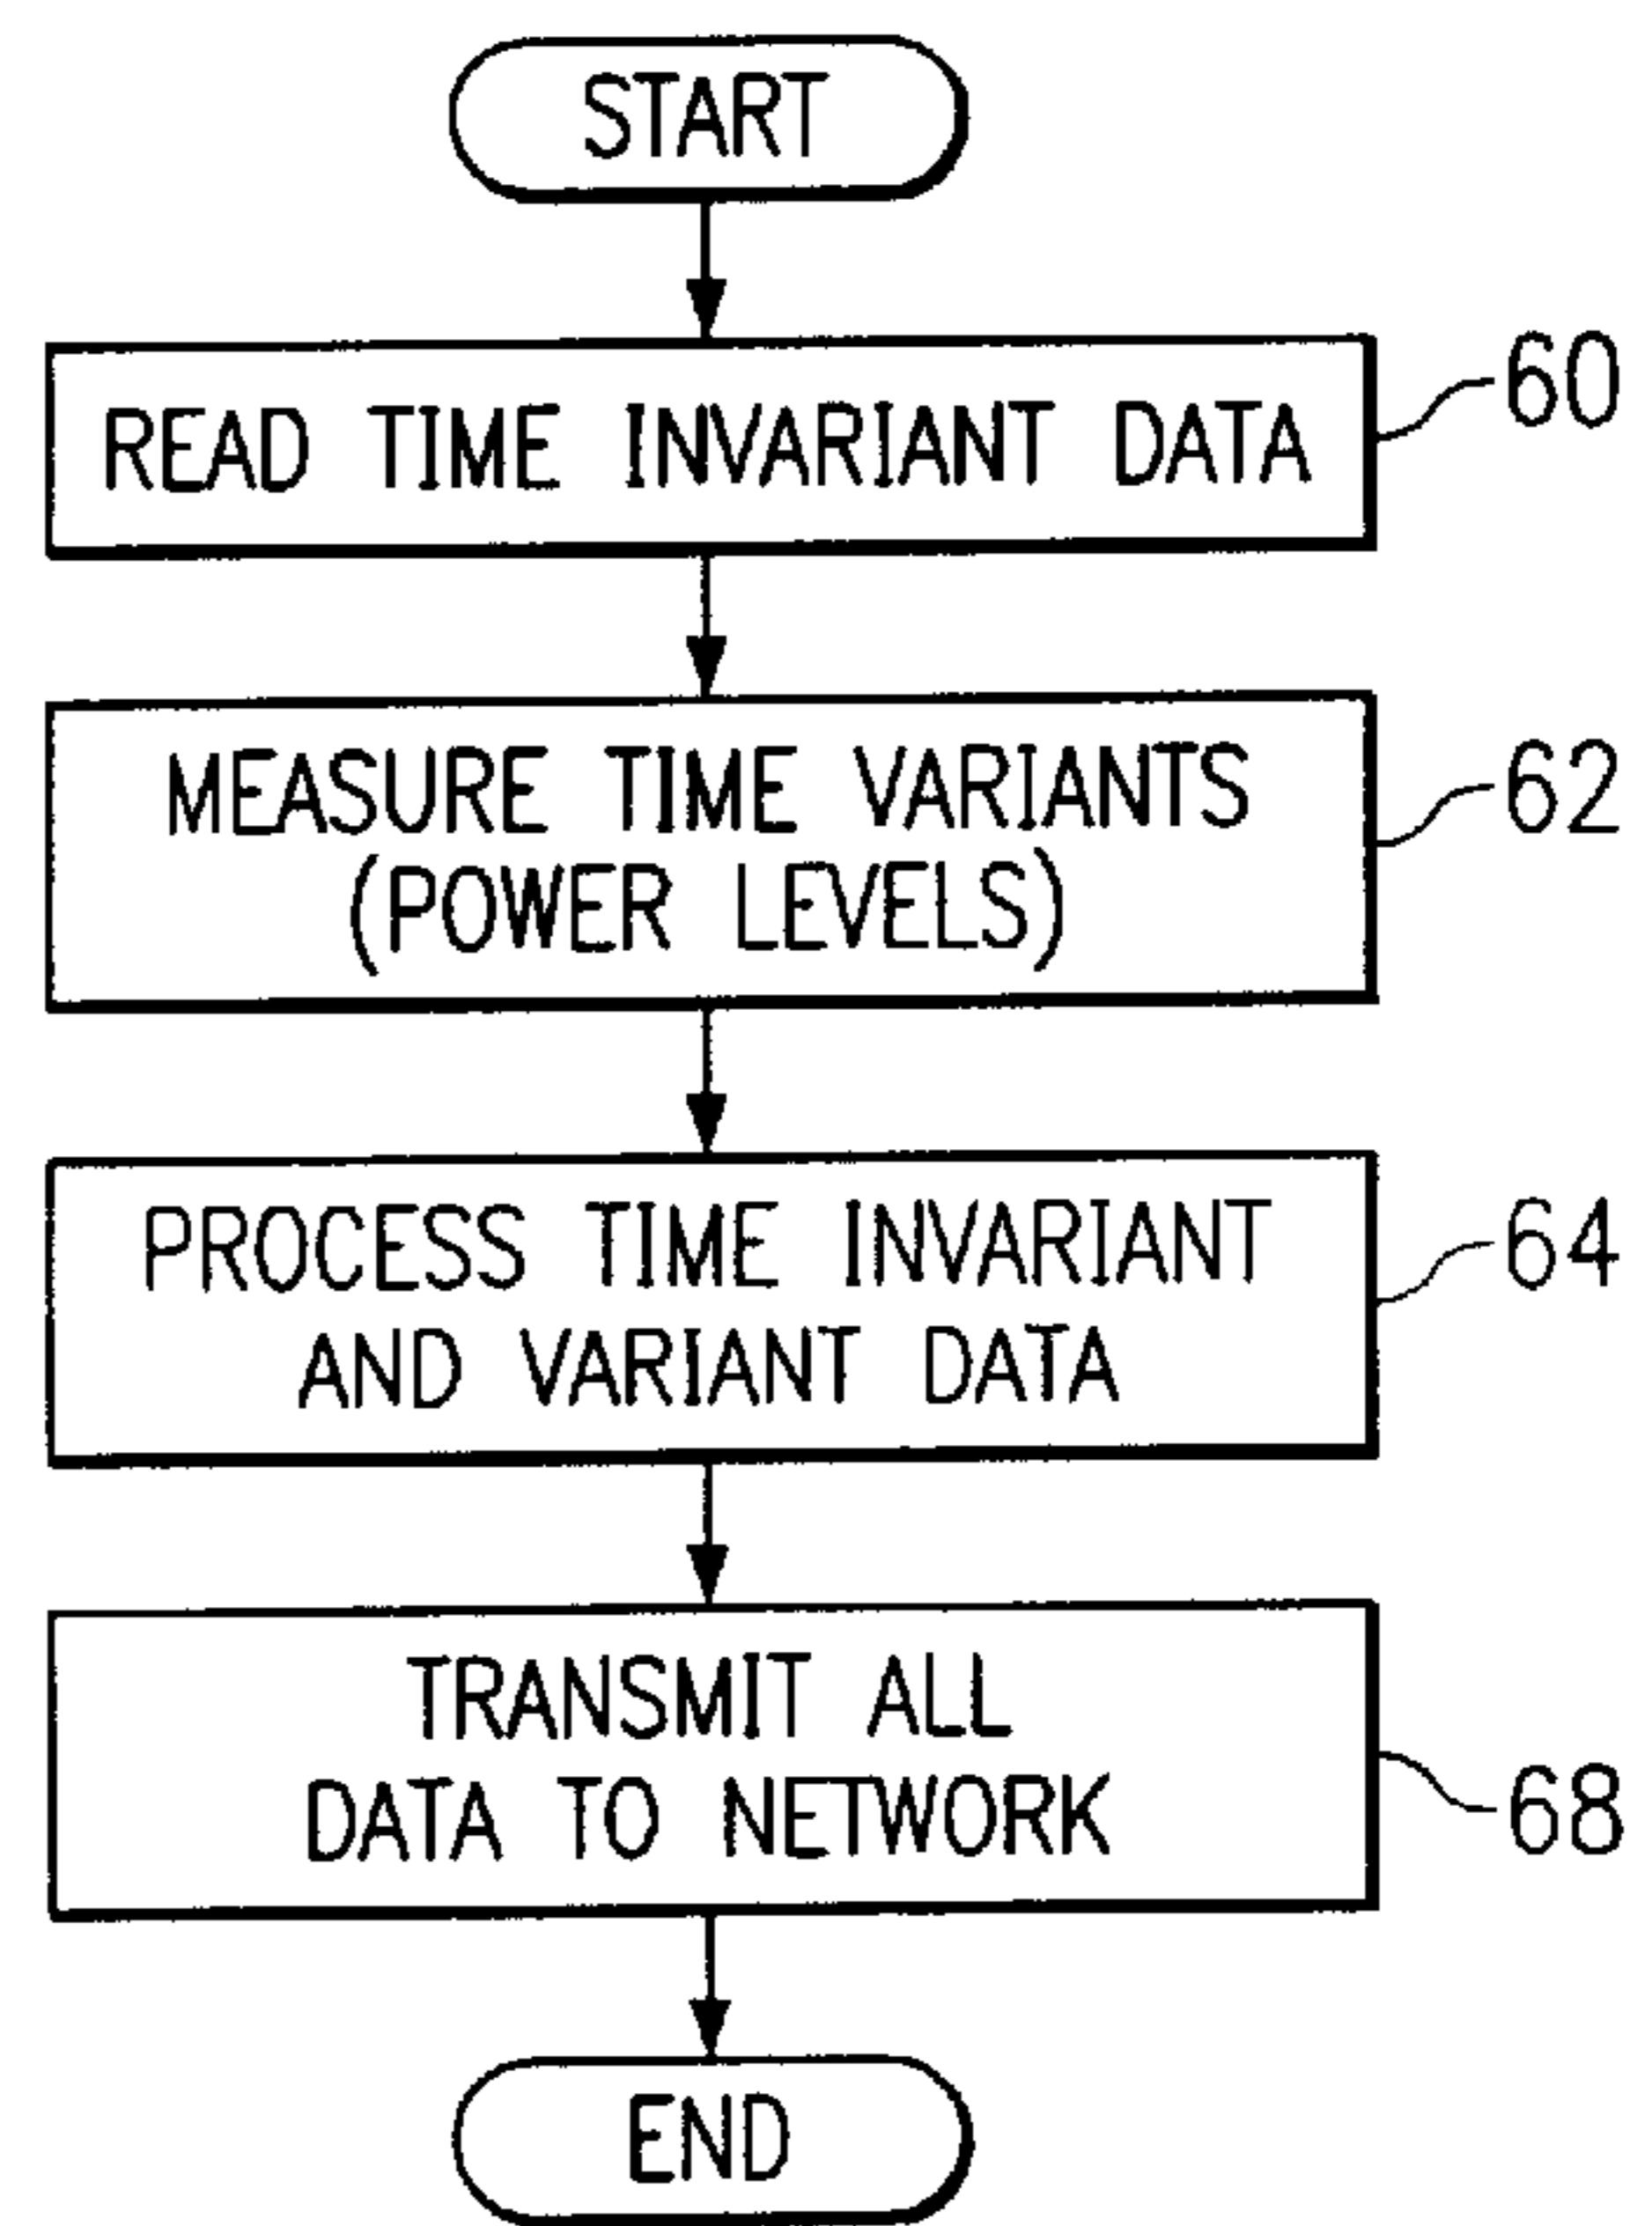 START
READ TIME INVARIANT DATA
60
MEASURE TIME VARIANTS
(POWER LEVELS)
62
PROCESS TIME INVARIANT
AND VARIANT DATA
64
TRANSMIT ALL
DATA TO NETWORK
68
END